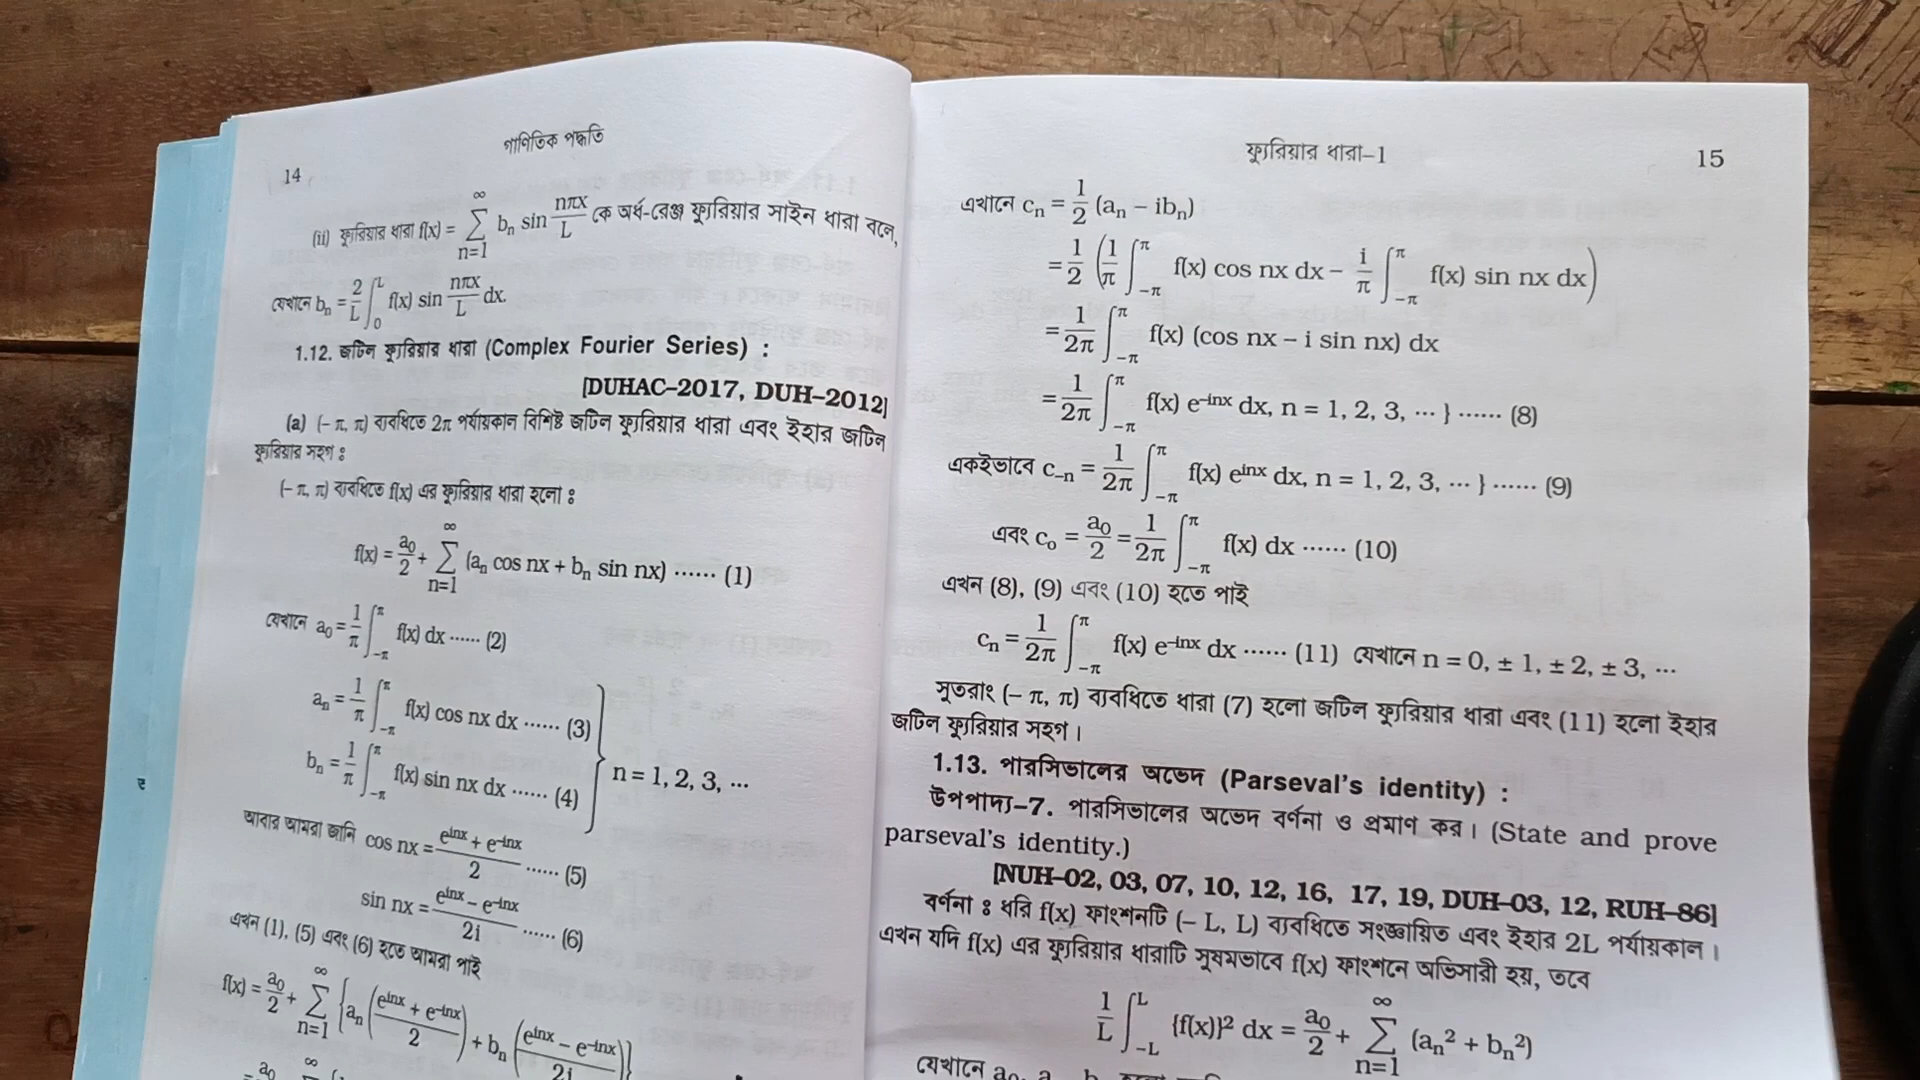 গাণিতিক পদ্ধতি
14
(ii) ফ্যুরিয়ার ধারা f(x) = ∑_{n=1}^{∞} b_n sin nπx/L কে অর্ধ-রেঞ্জ ফ্যুরিয়ার সাইন ধারা বলে,
যেখানে b_n = 2/L ∫_0^L f(x) sin nπx/L dx.
1.12. জটিল ফ্যুরিয়ার ধারা (Complex Fourier Series) :
[DUHAC–2017, DUH–2012]
(a) (– π, π) ব্যবধিতে 2π পর্যায়কাল বিশিষ্ট জটিল ফ্যুরিয়ার ধারা এবং ইহার জটিল
ফ্যুরিয়ার সহগ ঃ
(– π, π) ব্যবধিতে f(x) এর ফ্যুরিয়ার ধারা হলো ঃ
f(x) = a_0/2 + ∑_{n=1}^{∞} (a_n cos nx + b_n sin nx) ...... (1)
যেখানে a_0 = 1/π ∫_{–π}^{π} f(x) dx ...... (2)
a_n = 1/π ∫_{–π}^{π} f(x) cos nx dx ...... (3)
b_n = 1/π ∫_{–π}^{π} f(x) sin nx dx ...... (4) } n = 1, 2, 3, ...
আবার আমরা জানি cos nx = (e^{inx} + e^{–inx})/2 ...... (5)
sin nx = (e^{inx} – e^{–inx})/2i ...... (6)
এখন (1), (5) এবং (6) হতে আমরা পাই
f(x) = a_0/2 + ∑_{n=1}^{∞} {a_n ((e^{inx} + e^{–inx})/2) + b_n ((e^{inx} – e^{–inx})/2i)}
= a_0 ∞
ফ্যুরিয়ার ধারা–1
15
এখানে c_n = 1/2 (a_n – ib_n)
= 1/2 (1/π ∫_{–π}^{π} f(x) cos nx dx – i/π ∫_{–π}^{π} f(x) sin nx dx)
= 1/2π ∫_{–π}^{π} f(x) (cos nx – i sin nx) dx
= 1/2π ∫_{–π}^{π} f(x) e^{–inx} dx, n = 1, 2, 3, ... } ...... (8)
একইভাবে c_{–n} = 1/2π ∫_{–π}^{π} f(x) e^{inx} dx, n = 1, 2, 3, ... } ...... (9)
এবং c_0 = a_0/2 = 1/2π ∫_{–π}^{π} f(x) dx ...... (10)
এখন (8), (9) এবং (10) হতে পাই
c_n = 1/2π ∫_{–π}^{π} f(x) e^{–inx} dx ...... (11) যেখানে n = 0, ± 1, ± 2, ± 3, ...
সুতরাং (– π, π) ব্যবধিতে ধারা (7) হলো জটিল ফ্যুরিয়ার ধারা এবং (11) হলো ইহার
জটিল ফ্যুরিয়ার সহগ।
1.13. পারসিভালের অভেদ (Parseval's identity) :
উপপাদ্য–7. পারসিভালের অভেদ বর্ণনা ও প্রমাণ কর। (State and prove
parseval's identity.)
[NUH–02, 03, 07, 10, 12, 16, 17, 19, DUH–03, 12, RUH–86]
বর্ণনা ঃ ধরি f(x) ফাংশনটি (– L, L) ব্যবধিতে সংজ্ঞায়িত এবং ইহার 2L পর্যায়কাল।
এখন যদি f(x) এর ফ্যুরিয়ার ধারাটি সুষমভাবে f(x) ফাংশনে অভিসারী হয়, তবে
1/L ∫_{–L}^{L} {f(x)}² dx = a_0/2 + ∑_{n=1}^{∞} (a_n² + b_n²)
যেখানে a_0, a